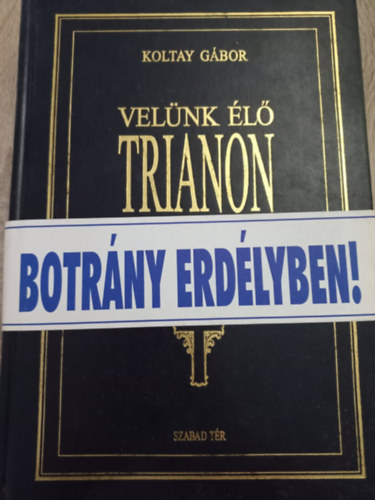 KOLTAY GÁBOR
VELÜNK ÉLŐ
TRIANON
BOTRÁNY ERDÉLYBEN!
SZABAD TÉR